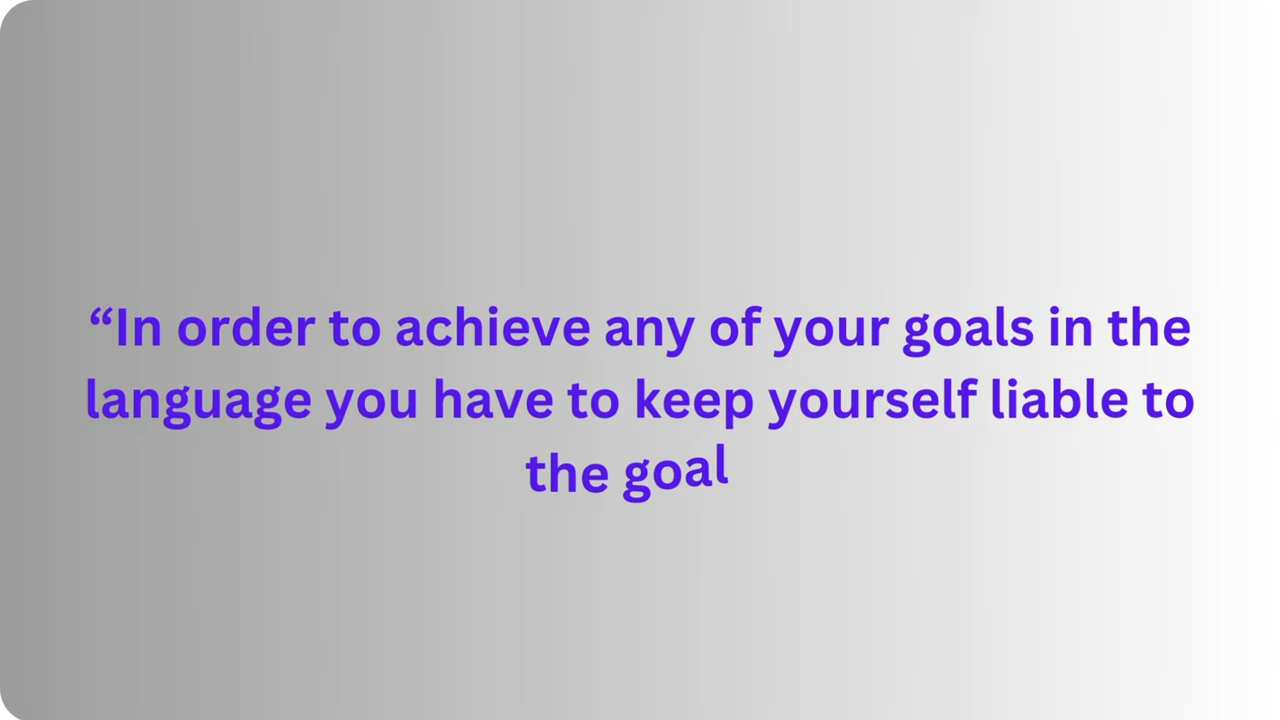 “In order to achieve any of your goals in the
language you have to keep yourself liable to
the goal